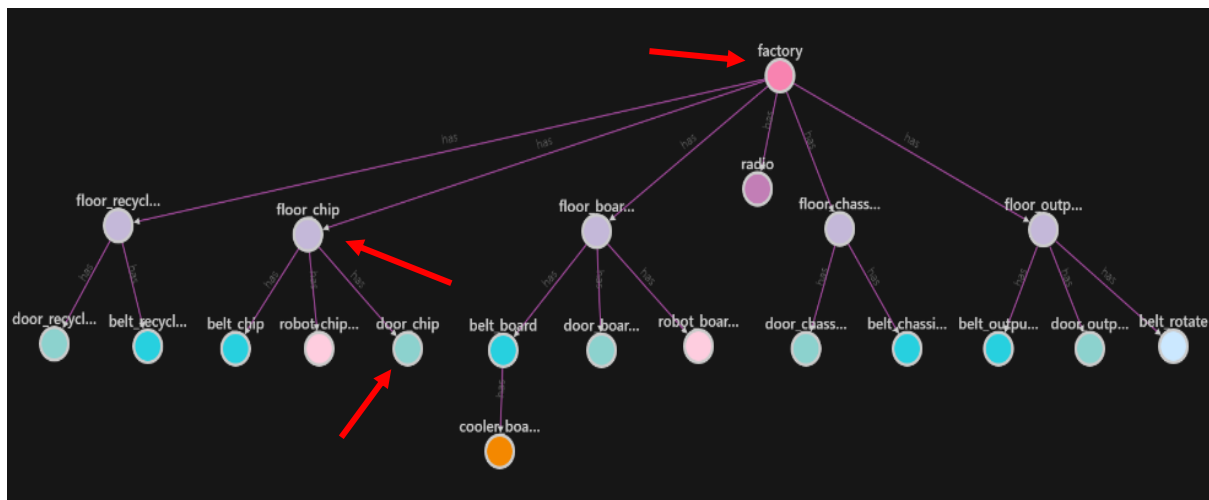 factory
has
has
has
has
has
has
radio
floor_recycl...
floor_chip
floor_boar...
floor_chass...
floor_outp...
has
has
has
has
has
has
has
has
has
has
has
has
has
door_recycl...
belt_recycl...
belt_chip
robot_chip...
door_chip
belt_board
door_boar...
robot_boar...
door_chass...
belt_chassi...
belt_outpu...
door_outp...
belt_rotate
has
cooler_boa...